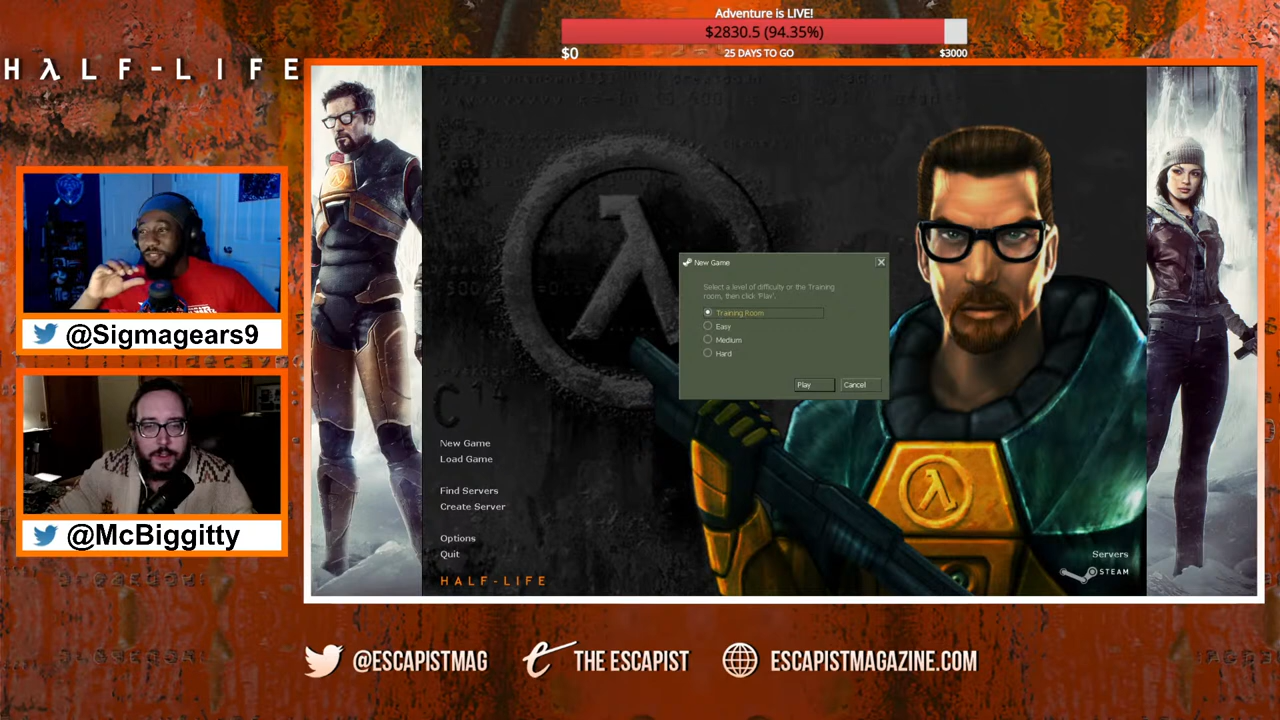 Adventure is LIVE!
$2830.5 (94.35%)
$0
25 DAYS TO GO
$3000
HλLF-LIFE
@Sigmagears9
@McBiggitty
New Game
Select a level of difficulty or the Training
room, then click 'Play'.
Training Room
Easy
Medium
Hard
Play
Cancel
New Game
Load Game
Find Servers
Create Server
Options
Quit
HALF-LIFE
Servers
STEAM
@ESCAPISTMAG
THE ESCAPIST
ESCAPISTMAGAZINE.COM